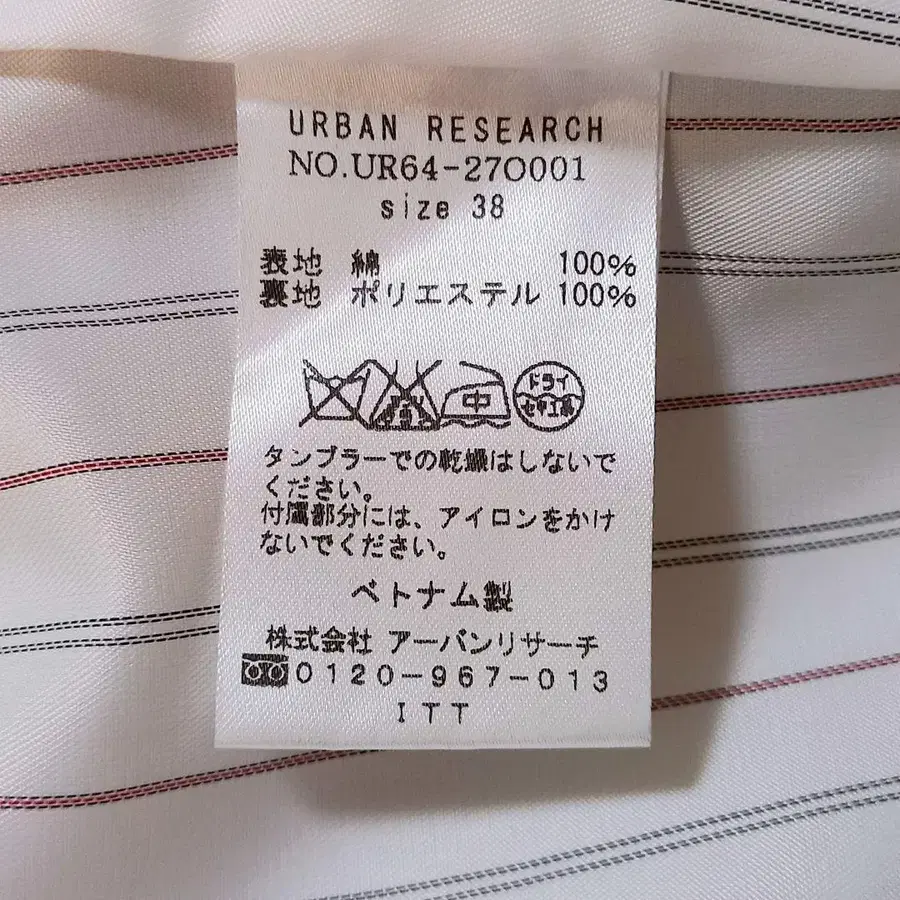 URBAN RESEARCH
NO.UR64-27O001
size 38
表地 綿 100%
裏地 ポリエステル 100%
中 ドライ
タンブラーでの乾燥はしないで
ください。
付属部分には、アイロンをかけ
ないでください。
ベトナム製
株式会社 アーバンリサーチ
0120-967-013
ITT